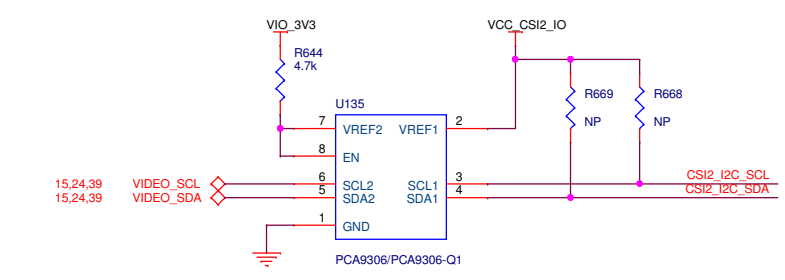 VIO_3V3
VCC_CSI2_IO
R644
4.7k
R669
NP
R668
NP
U135
7 VREF2 VREF1 2
8 EN
15,24,39 VIDEO_SCL 6 SCL2 SCL1 3 CSI2_I2C_SCL
15,24,39 VIDEO_SDA 5 SDA2 SDA1 4 CSI2_I2C_SDA
1 GND
PCA9306/PCA9306-Q1